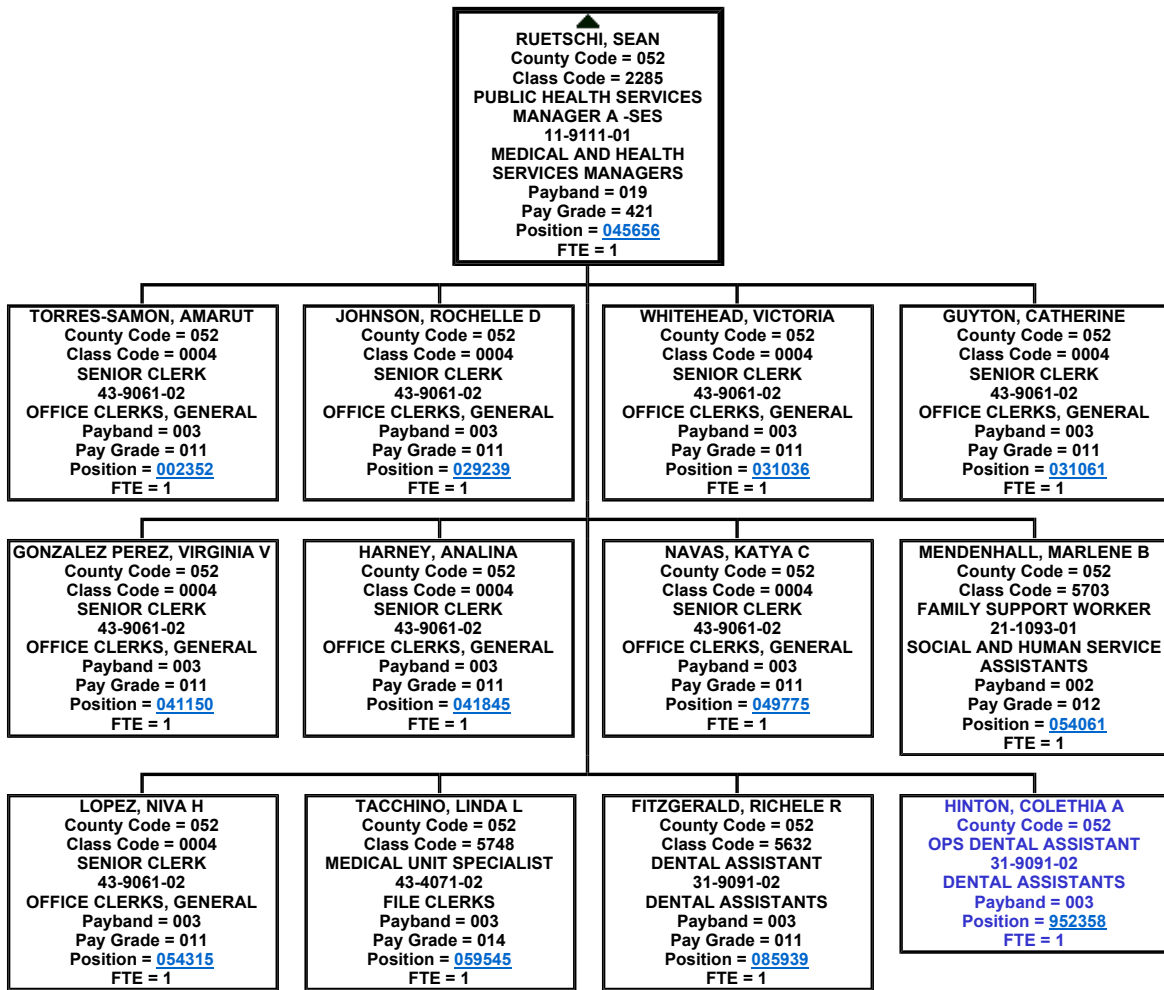 RUETSCHI, SEAN
County Code = 052
Class Code = 2285
PUBLIC HEALTH SERVICES
MANAGER A -SES
11-9111-01
MEDICAL AND HEALTH
SERVICES MANAGERS
Payband = 019
Pay Grade = 421
Position = 045656
FTE = 1
TORRES-SAMON, AMARUT
County Code = 052
Class Code = 0004
SENIOR CLERK
43-9061-02
OFFICE CLERKS, GENERAL
Payband = 003
Pay Grade = 011
Position = 002352
FTE = 1
JOHNSON, ROCHELLE D
County Code = 052
Class Code = 0004
SENIOR CLERK
43-9061-02
OFFICE CLERKS, GENERAL
Payband = 003
Pay Grade = 011
Position = 029239
FTE = 1
WHITEHEAD, VICTORIA
County Code = 052
Class Code = 0004
SENIOR CLERK
43-9061-02
OFFICE CLERKS, GENERAL
Payband = 003
Pay Grade = 011
Position = 031036
FTE = 1
GUYTON, CATHERINE
County Code = 052
Class Code = 0004
SENIOR CLERK
43-9061-02
OFFICE CLERKS, GENERAL
Payband = 003
Pay Grade = 011
Position = 031061
FTE = 1
GONZALEZ PEREZ, VIRGINIA V
County Code = 052
Class Code = 0004
SENIOR CLERK
43-9061-02
OFFICE CLERKS, GENERAL
Payband = 003
Pay Grade = 011
Position = 041150
FTE = 1
HARNEY, ANALINA
County Code = 052
Class Code = 0004
SENIOR CLERK
43-9061-02
OFFICE CLERKS, GENERAL
Payband = 003
Pay Grade = 011
Position = 041845
FTE = 1
NAVAS, KATYA C
County Code = 052
Class Code = 0004
SENIOR CLERK
43-9061-02
OFFICE CLERKS, GENERAL
Payband = 003
Pay Grade = 011
Position = 049775
FTE = 1
MENDENHALL, MARLENE B
County Code = 052
Class Code = 5703
FAMILY SUPPORT WORKER
21-1093-01
SOCIAL AND HUMAN SERVICE
ASSISTANTS
Payband = 002
Pay Grade = 012
Position = 054061
FTE = 1
LOPEZ, NIVA H
County Code = 052
Class Code = 0004
SENIOR CLERK
43-9061-02
OFFICE CLERKS, GENERAL
Payband = 003
Pay Grade = 011
Position = 054315
FTE = 1
TACCHINO, LINDA L
County Code = 052
Class Code = 5748
MEDICAL UNIT SPECIALIST
43-4071-02
FILE CLERKS
Payband = 003
Pay Grade = 014
Position = 059545
FTE = 1
FITZGERALD, RICHELE R
County Code = 052
Class Code = 5632
DENTAL ASSISTANT
31-9091-02
DENTAL ASSISTANTS
Payband = 003
Pay Grade = 011
Position = 085939
FTE = 1
HINTON, COLETHIA A
County Code = 052
OPS DENTAL ASSISTANT
31-9091-02
DENTAL ASSISTANTS
Payband = 003
Position = 952358
FTE = 1